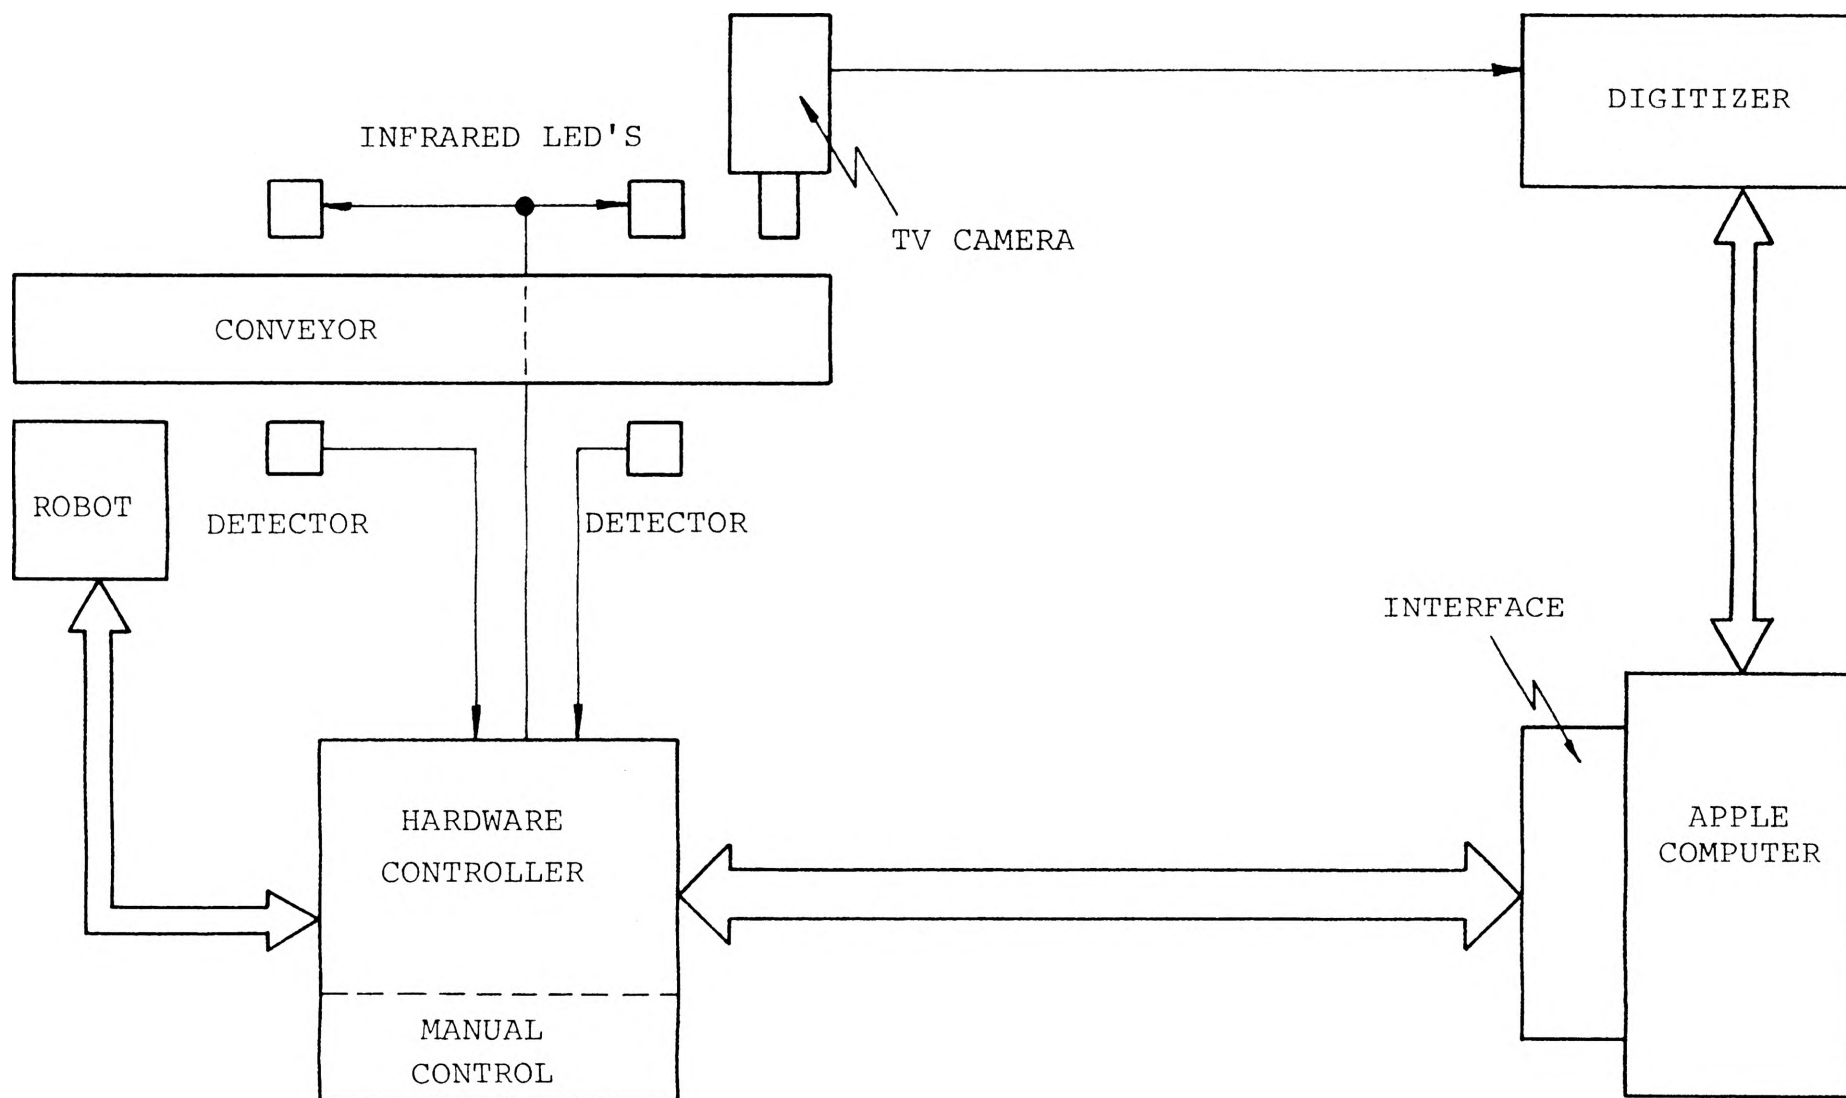 DIGITIZER
INFRARED LED'S
TV CAMERA
CONVEYOR
ROBOT
DETECTOR
DETECTOR
INTERFACE
HARDWARE
CONTROLLER
APPLE
COMPUTER
MANUAL
CONTROL